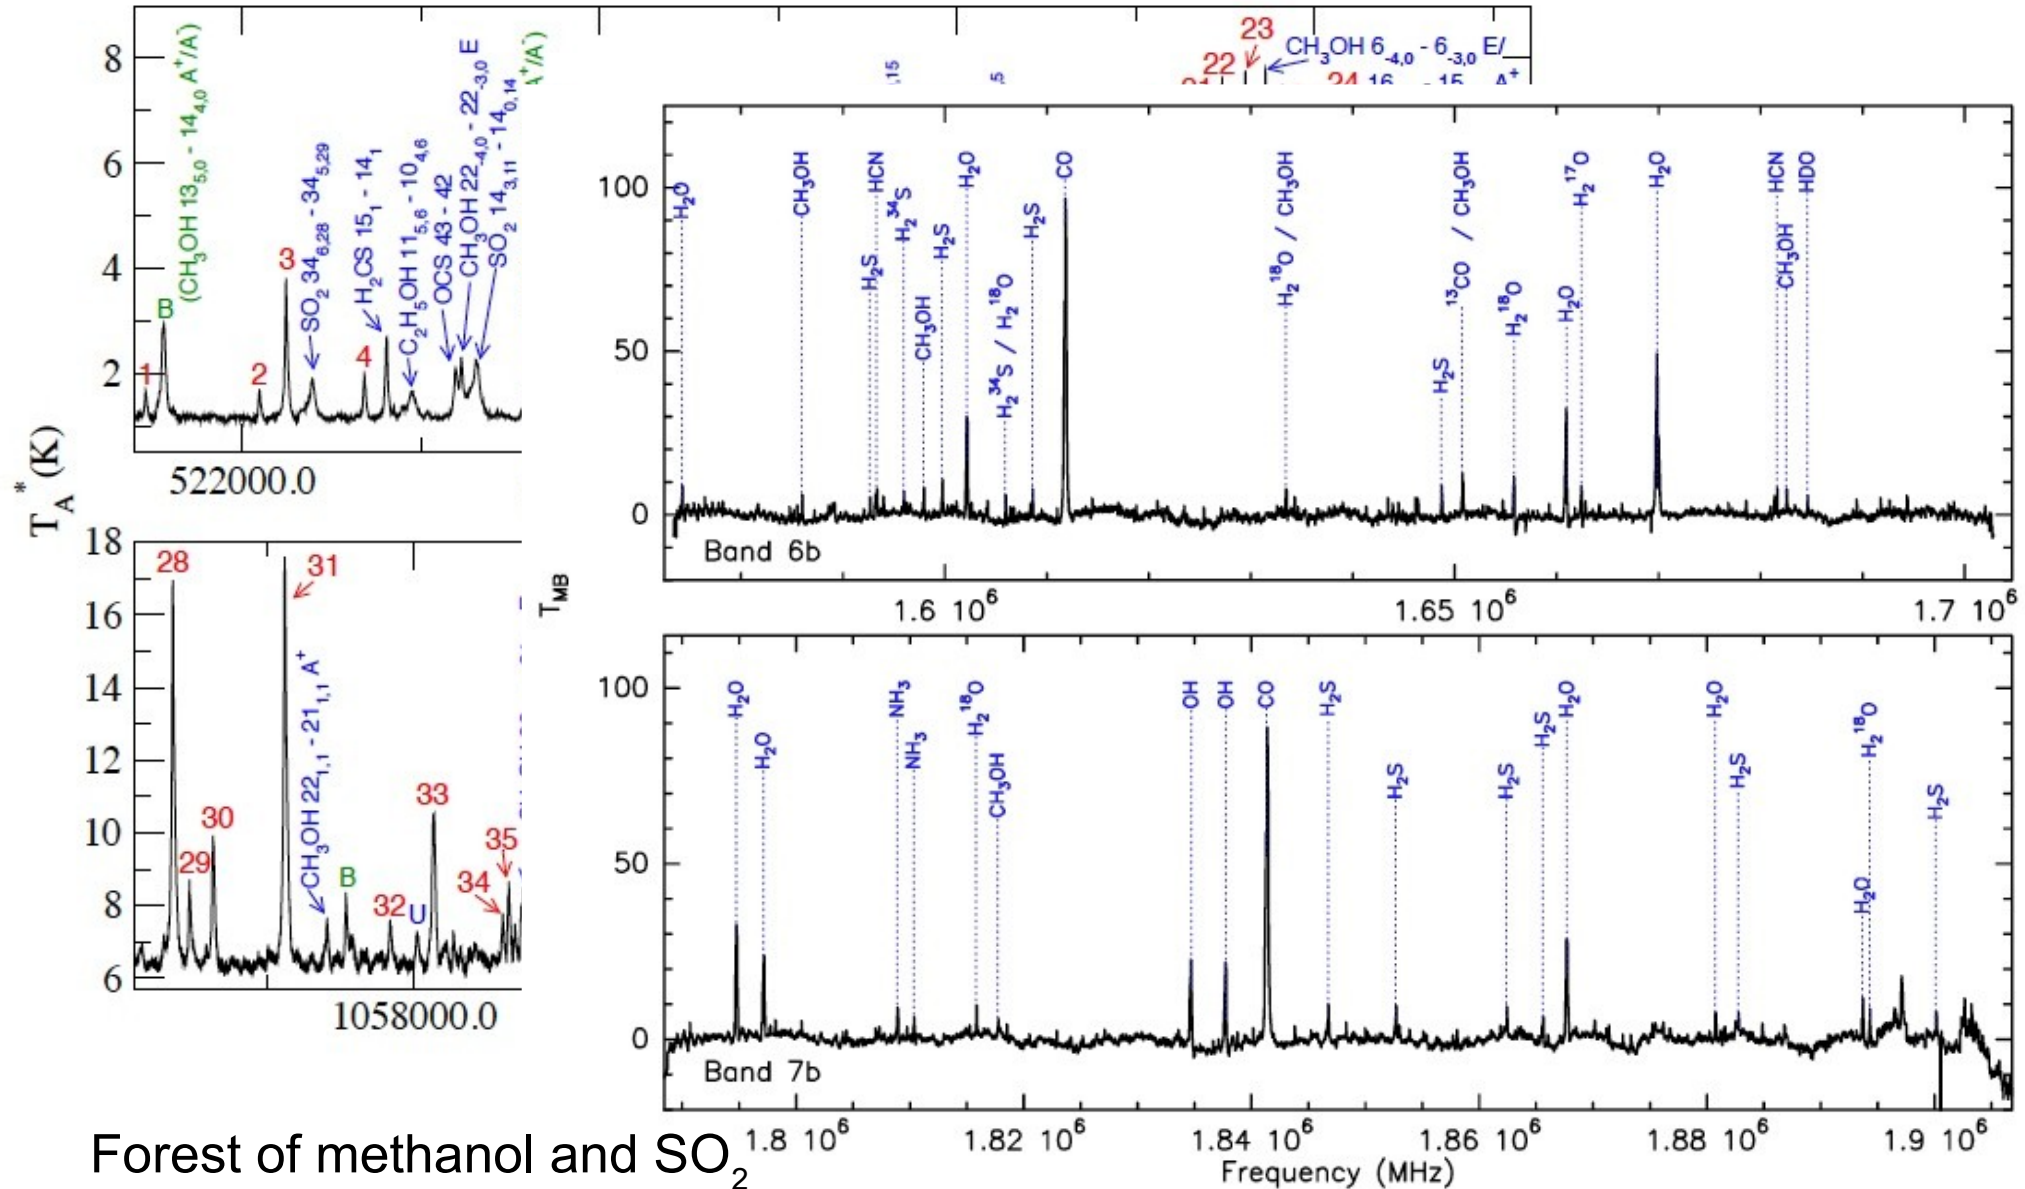 8
6
4
2
T_A^* (K)
522000.0
1
B
(CH₃OH 13₅,₀ - 14₄,₀ A⁺/A⁻)
2
3
SO₂ 34₆,₂₈ - 34₅,₂₉
4
H₂CS 15₁ - 14₁
C₂H₅OH 11₅,₆ - 10₄,₆
OCS 43 - 42
CH₃OH 22₋₄,₀ - 22₋₃,₀ E
SO₂ 14₃,₁₁ - 14₀,₁₄
A⁺/A⁻)
,15
,5
22
23
CH₃OH 6₋₄,₀ - 6₋₃,₀ E/
18
16
14
12
10
8
6
1058000.0
28
29
30
31
CH₃OH 22₁,₁ - 21₁,₁ A⁺
B
32
U
33
34
35
T_MB
100
50
0
H₂O
CH₃OH
H₂S
HCN
H₂³⁴S
CH₃OH
H₂S
H₂O
H₂³⁴S / H₂¹⁸O
H₂S
CO
H₂¹⁸O / CH₃OH
H₂S
¹³CO / CH₃OH
H₂¹⁸O
H₂O
H₂¹⁷O
H₂O
HCN
CH₃OH
HDO
Band 6b
1.6 10⁶
1.65 10⁶
1.7 10⁶
100
50
0
H₂O
H₂O
NH₃
NH₃
H₂¹⁸O
CH₃OH
OH
OH
CO
H₂S
H₂S
H₂S
H₂S
H₂O
H₂O
H₂S
H₂O
H₂¹⁸O
H₂S
Band 7b
1.8 10⁶
1.82 10⁶
1.84 10⁶
1.86 10⁶
1.88 10⁶
1.9 10⁶
Frequency (MHz)
Forest of methanol and SO₂